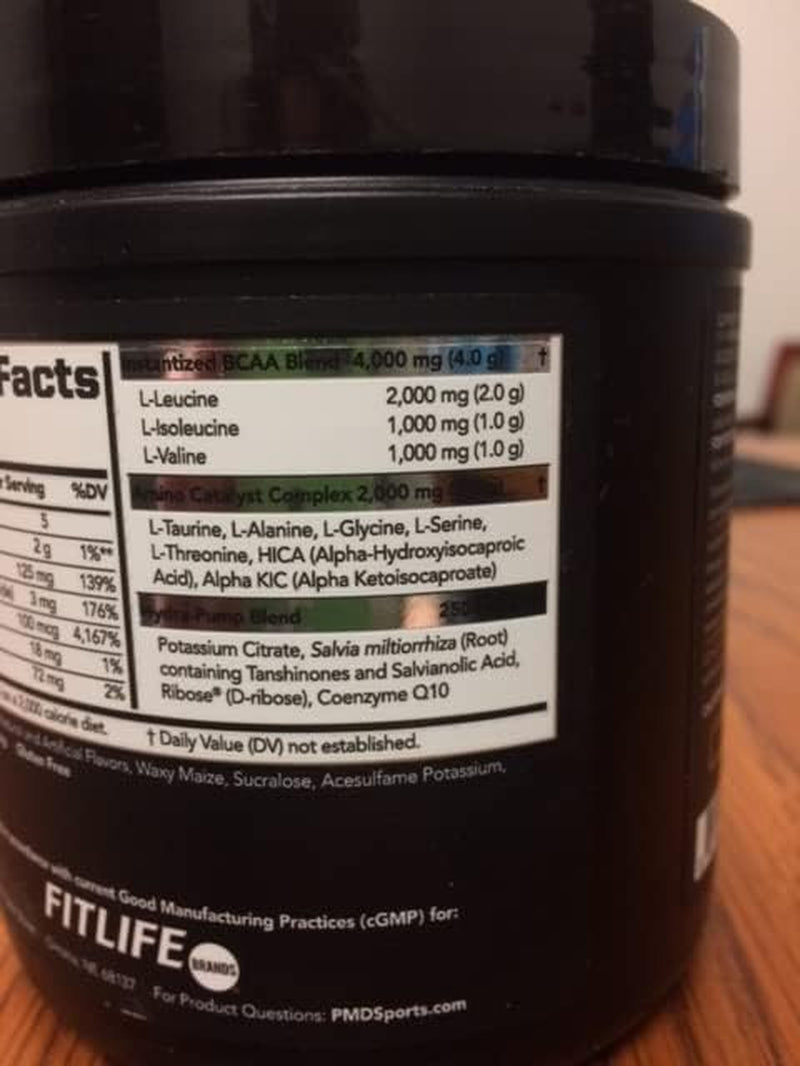 Facts
Serving %DV
5
2 g 1%**
125 mg 139%
3 mg 176%
100 mcg 4,167%
18 mg 1%
72 mg 2%
2,000 calorie diet.
Instantized BCAA Blend 4,000 mg (4.0 g) †
L-Leucine 2,000 mg (2.0 g)
L-Isoleucine 1,000 mg (1.0 g)
L-Valine 1,000 mg (1.0 g)
Amino Catalyst Complex 2,000 mg †
L-Taurine, L-Alanine, L-Glycine, L-Serine,
L-Threonine, HICA (Alpha-Hydroxyisocaproic
Acid), Alpha KIC (Alpha Ketoisocaproate)
Hydra-Pump Blend 250
Potassium Citrate, Salvia miltiorrhiza (Root)
containing Tanshinones and Salvianolic Acid,
Ribose® (D-ribose), Coenzyme Q10
† Daily Value (DV) not established.
and Artificial Flavors, Waxy Maize, Sucralose, Acesulfame Potassium,
Gluten Free
with current Good Manufacturing Practices (cGMP) for:
FITLIFE
BRANDS
NE 68137 For Product Questions: PMDSports.com